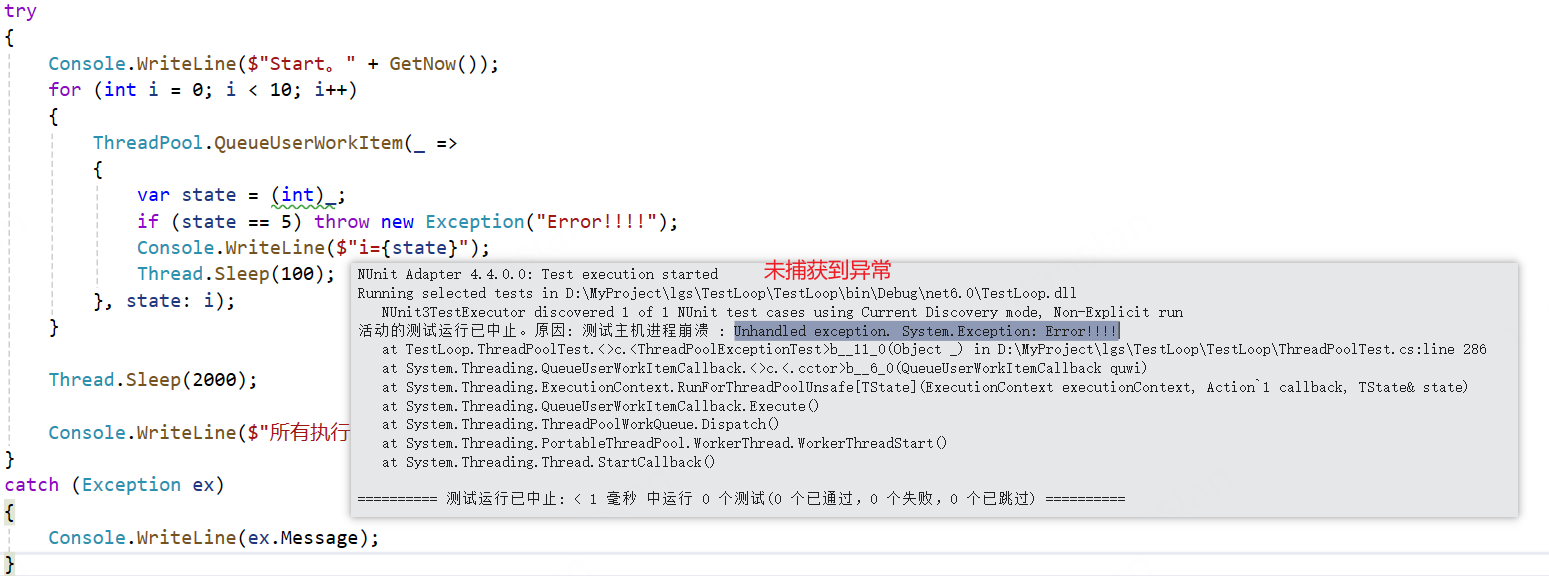 try
{
Console.WriteLine($"Start。" + GetNow());
for (int i = 0; i < 10; i++)
{
ThreadPool.QueueUserWorkItem(_ =>
{
var state = (int)_;
if (state == 5) throw new Exception("Error!!!!");
Console.WriteLine($"i={state}");
Thread.Sleep(100);
}, state: i);
}
Thread.Sleep(2000);
Console.WriteLine($"所有执行
}
catch (Exception ex)
{
Console.WriteLine(ex.Message);
}
NUnit Adapter 4.4.0.0: Test execution started
未捕获到异常
Running selected tests in D:\MyProject\lgs\TestLoop\TestLoop\bin\Debug\net6.0\TestLoop.dll
NUnit3TestExecutor discovered 1 of 1 NUnit test cases using Current Discovery mode, Non-Explicit run
活动的测试运行已中止。原因: 测试主机进程崩溃 : Unhandled exception. System.Exception: Error!!!!
at TestLoop.ThreadPoolTest.<>c.<ThreadPoolExceptionTest>b__11_0(Object _) in D:\MyProject\lgs\TestLoop\TestLoop\ThreadPoolTest.cs:line 286
at System.Threading.QueueUserWorkItemCallback.<>c.<.cctor>b__6_0(QueueUserWorkItemCallback quwi)
at System.Threading.ExecutionContext.RunForThreadPoolUnsafe[TState](ExecutionContext executionContext, Action`1 callback, TState& state)
at System.Threading.QueueUserWorkItemCallback.Execute()
at System.Threading.ThreadPoolWorkQueue.Dispatch()
at System.Threading.PortableThreadPool.WorkerThread.WorkerThreadStart()
at System.Threading.Thread.StartCallback()
========== 测试运行已中止: < 1 毫秒 中运行 0 个测试(0 个已通过, 0 个失败, 0 个已跳过) ==========